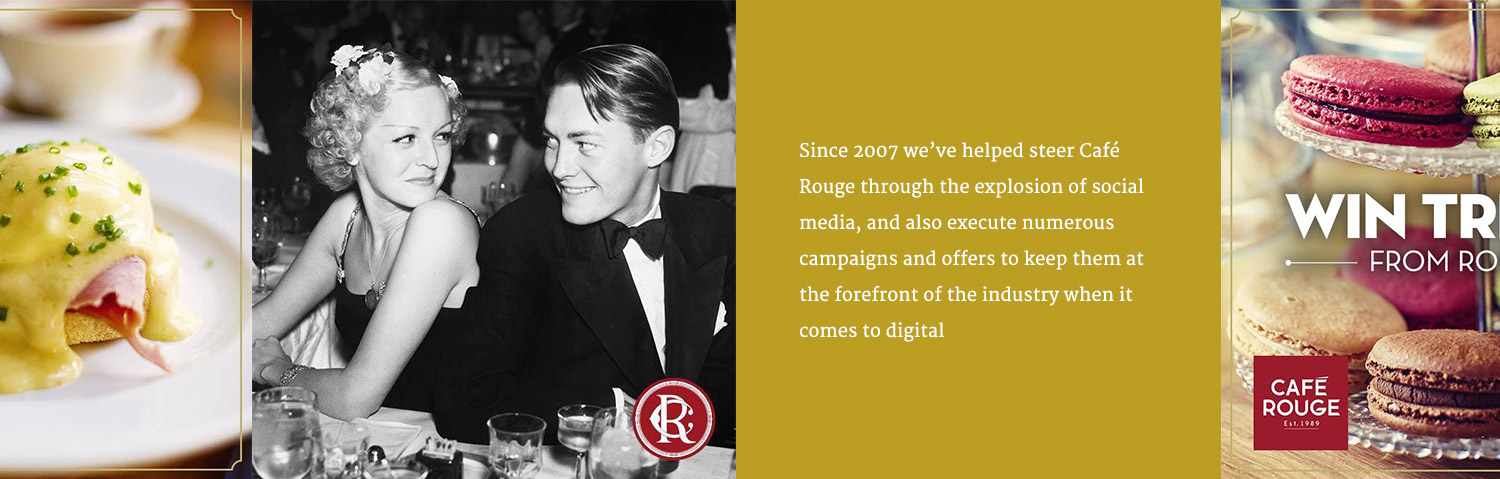 Since 2007 we’ve helped steer Café
Rouge through the explosion of social
media, and also execute numerous
campaigns and offers to keep them at
the forefront of the industry when it
comes to digital
WIN TR
FROM RO
CAFÉ
ROUGE
Est.1989